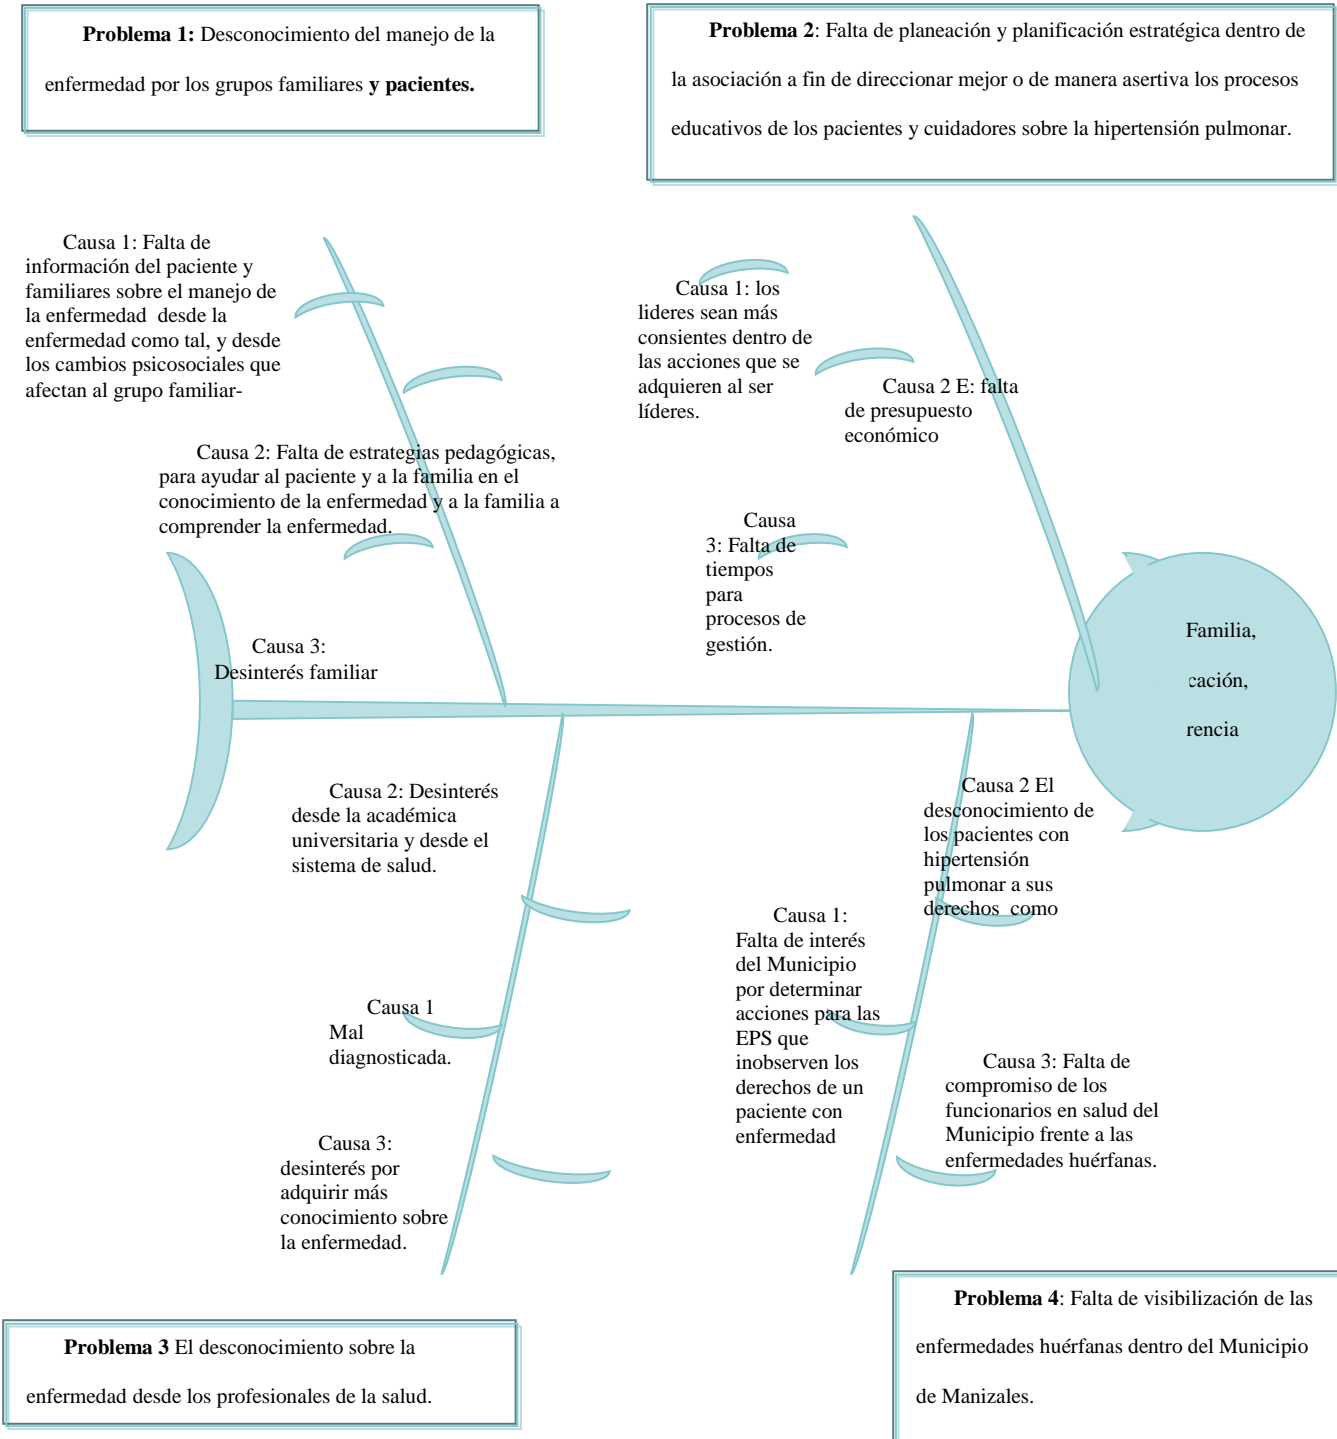 Problema 1: Desconocimiento del manejo de la
enfermedad por los grupos familiares y pacientes.
Problema 2: Falta de planeación y planificación estratégica dentro de
la asociación a fin de direccionar mejor o de manera asertiva los procesos
educativos de los pacientes y cuidadores sobre la hipertensión pulmonar.
Causa 1: Falta de
información del paciente y
familiares sobre el manejo de
la enfermedad  desde la
enfermedad como tal, y desde
los cambios psicosociales que
afectan al grupo familiar-
Causa 2: Falta de estrategias pedagógicas,
para ayudar al paciente y a la familia en el
conocimiento de la enfermedad y a la familia a
comprender la enfermedad.
Causa 3:
Desinterés familiar
Causa 1: los
lideres sean más
consientes dentro de
las acciones que se
adquieren al ser
líderes.
Causa 2 E: falta
de presupuesto
económico
Causa
3: Falta de
tiempos
para
procesos de
gestión.
Familia,
cación,
rencia
Causa 2: Desinterés
desde la académica
universitaria y desde el
sistema de salud.
Causa 1
Mal
diagnosticada.
Causa 3:
desinterés por
adquirir más
conocimiento sobre
la enfermedad.
Causa 2 El
desconocimiento de
los pacientes con
hipertensión
pulmonar a sus
derechos  como
Causa 1:
Falta de interés
del Municipio
por determinar
acciones para las
EPS que
inobserven los
derechos de un
paciente con
enfermedad
Causa 3: Falta de
compromiso de los
funcionarios en salud del
Municipio frente a las
enfermedades huérfanas.
Problema 3 El desconocimiento sobre la
enfermedad desde los profesionales de la salud.
Problema 4: Falta de visibilización de las
enfermedades huérfanas dentro del Municipio
de Manizales.